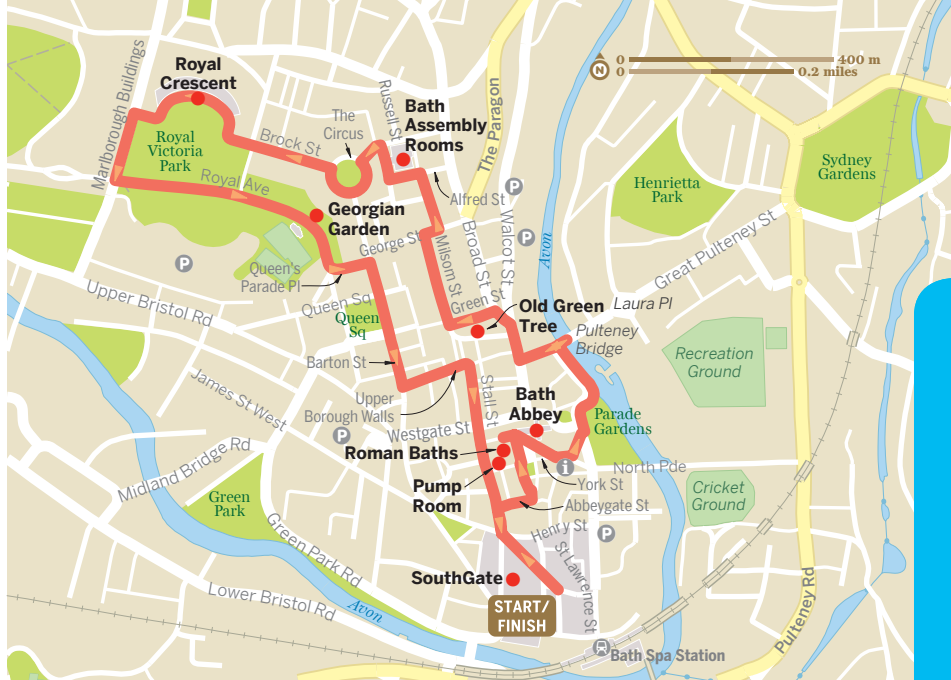 Royal
Crescent
Marlborough Buildings
Royal
Victoria
Park
Brock St
The
Circus
Russell St
Bath
Assembly
Rooms
The Paragon
N
0
400 m
0
0.2 miles
Sydney
Gardens
Henrietta
Park
Royal Ave
Georgian
Garden
Alfred St
P
Walcot St
P
Broad St
Avon
Great Pulteney St
George St
Milsom St
Queen's
Parade Pl
P
Upper Bristol Rd
Queen Sq
Queen
Sq
Green St
Old Green
Tree
Laura Pl
Pulteney
Bridge
Recreation
Ground
Barton St
James St West
Upper
Borough Walls
Stall St
Bath
Abbey
Parade
Gardens
Westgate St
P
Roman Baths
Midland Bridge Rd
Pump
Room
i
North Pde
York St
Cricket
Ground
Green
Park
Abbeygate St
Henry St
P
Green Park Rd
St Lawrence St
SouthGate
START/
FINISH
Lower Bristol Rd
Avon
Pulteney Rd
Bath Spa Station